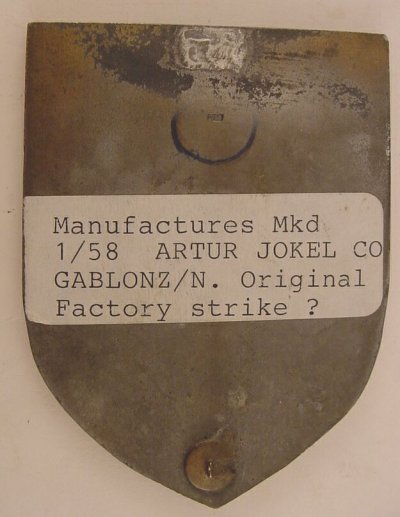 Manufactures Mkd
1/58 ARTUR JOKEL CO
GABLONZ/N. Original
Factory strike ?